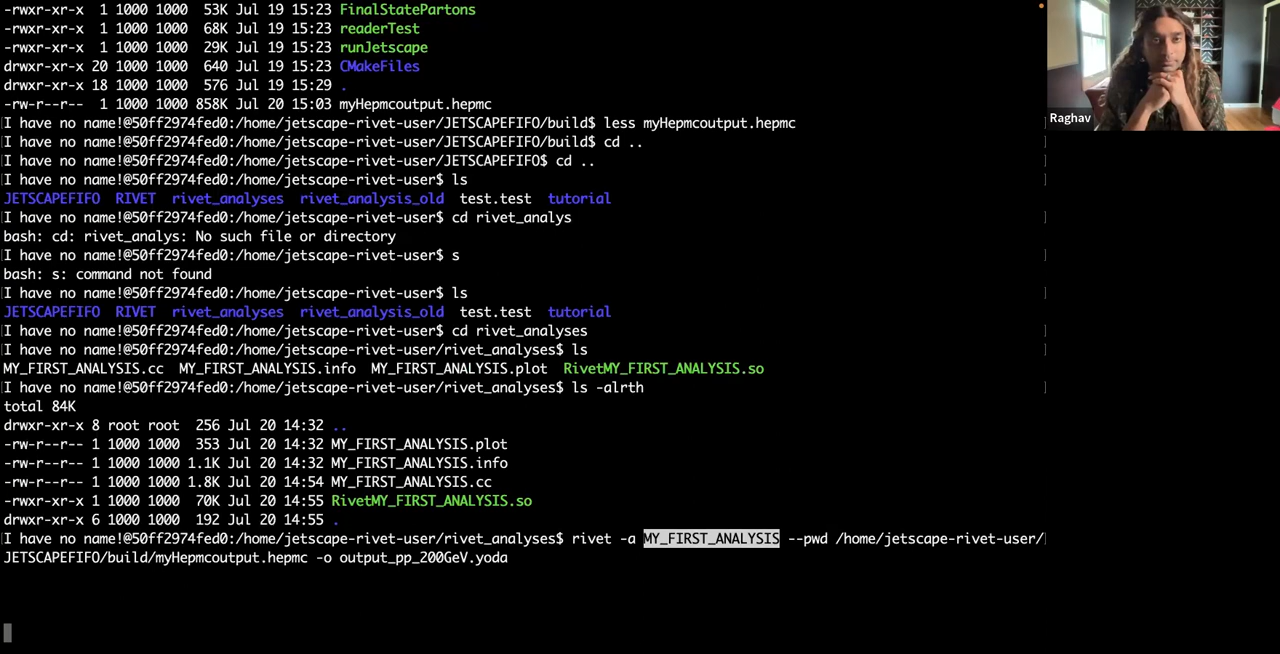 -rwxr-xr-x  1 1000 1000  53K Jul 19 15:23 FinalStatePartons
-rwxr-xr-x  1 1000 1000  68K Jul 19 15:23 readerTest
-rwxr-xr-x  1 1000 1000  29K Jul 19 15:23 runJetscape
drwxr-xr-x 20 1000 1000  640 Jul 19 15:23 CMakeFiles
drwxr-xr-x 18 1000 1000  576 Jul 19 15:29 .
-rw-r--r--  1 1000 1000 858K Jul 20 15:03 myHepmcoutput.hepmc
Raghav
I have no name!@50ff2974fed0:/home/jetscape-rivet-user/JETSCAPEFIFO/build$ less myHepmcoutput.hepmc
I have no name!@50ff2974fed0:/home/jetscape-rivet-user/JETSCAPEFIFO/build$ cd ..
I have no name!@50ff2974fed0:/home/jetscape-rivet-user/JETSCAPEFIFO$ cd ..
I have no name!@50ff2974fed0:/home/jetscape-rivet-user$ ls
JETSCAPEFIFO  RIVET  rivet_analyses  rivet_analysis_old  test.test  tutorial
I have no name!@50ff2974fed0:/home/jetscape-rivet-user$ cd rivet_analys
bash: cd: rivet_analys: No such file or directory
I have no name!@50ff2974fed0:/home/jetscape-rivet-user$ s
bash: s: command not found
I have no name!@50ff2974fed0:/home/jetscape-rivet-user$ ls
JETSCAPEFIFO  RIVET  rivet_analyses  rivet_analysis_old  test.test  tutorial
I have no name!@50ff2974fed0:/home/jetscape-rivet-user$ cd rivet_analyses
I have no name!@50ff2974fed0:/home/jetscape-rivet-user/rivet_analyses$ ls
MY_FIRST_ANALYSIS.cc  MY_FIRST_ANALYSIS.info  MY_FIRST_ANALYSIS.plot  RivetMY_FIRST_ANALYSIS.so
I have no name!@50ff2974fed0:/home/jetscape-rivet-user/rivet_analyses$ ls -alrth
total 84K
drwxr-xr-x 8 root root  256 Jul 20 14:32 ..
-rw-r--r-- 1 1000 1000  353 Jul 20 14:32 MY_FIRST_ANALYSIS.plot
-rw-r--r-- 1 1000 1000 1.1K Jul 20 14:32 MY_FIRST_ANALYSIS.info
-rw-r--r-- 1 1000 1000 1.8K Jul 20 14:54 MY_FIRST_ANALYSIS.cc
-rwxr-xr-x 1 1000 1000  70K Jul 20 14:55 RivetMY_FIRST_ANALYSIS.so
drwxr-xr-x 6 1000 1000  192 Jul 20 14:55 .
I have no name!@50ff2974fed0:/home/jetscape-rivet-user/rivet_analyses$ rivet -a MY_FIRST_ANALYSIS --pwd /home/jetscape-rivet-user/
JETSCAPEFIFO/build/myHepmcoutput.hepmc -o output_pp_200GeV.yoda